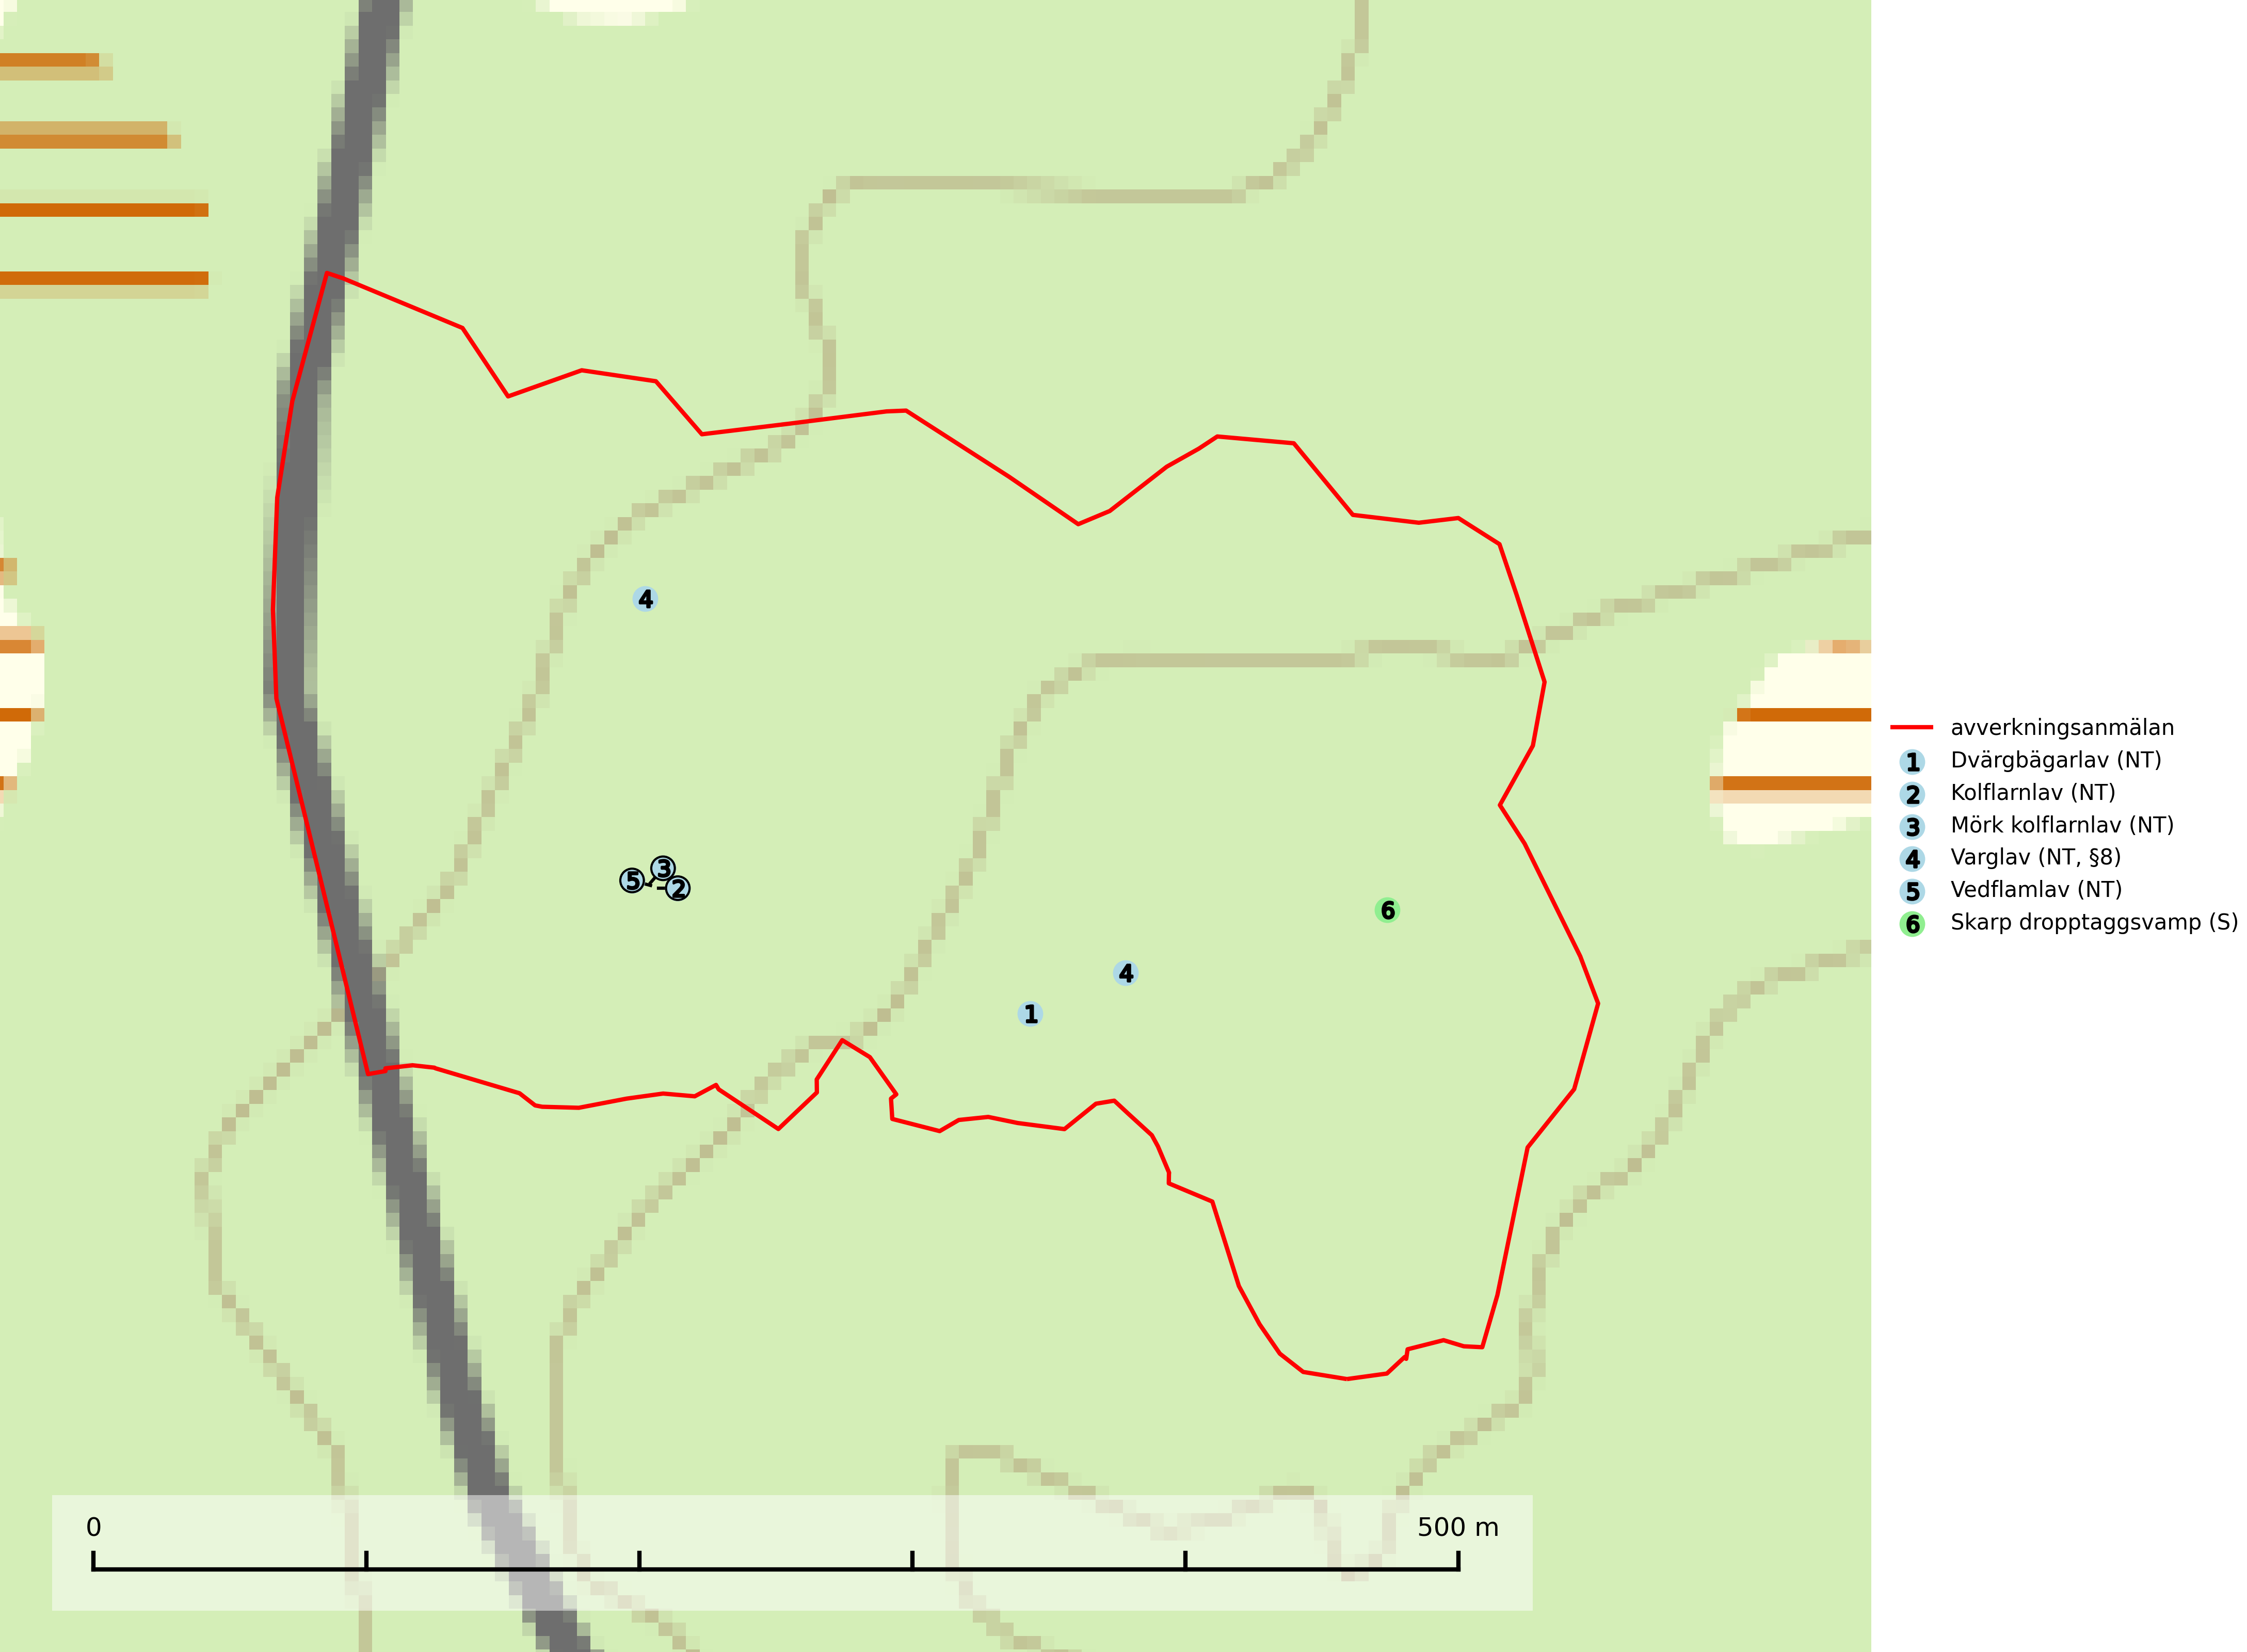 4
3
5
2
6
4
1
avverkningsanmälan
1 Dvärgbägarlav (NT)
2 Kolflarnlav (NT)
3 Mörk kolflarnlav (NT)
4 Varglav (NT, §8)
5 Vedflamlav (NT)
6 Skarp dropptaggsvamp (S)
0 500 m